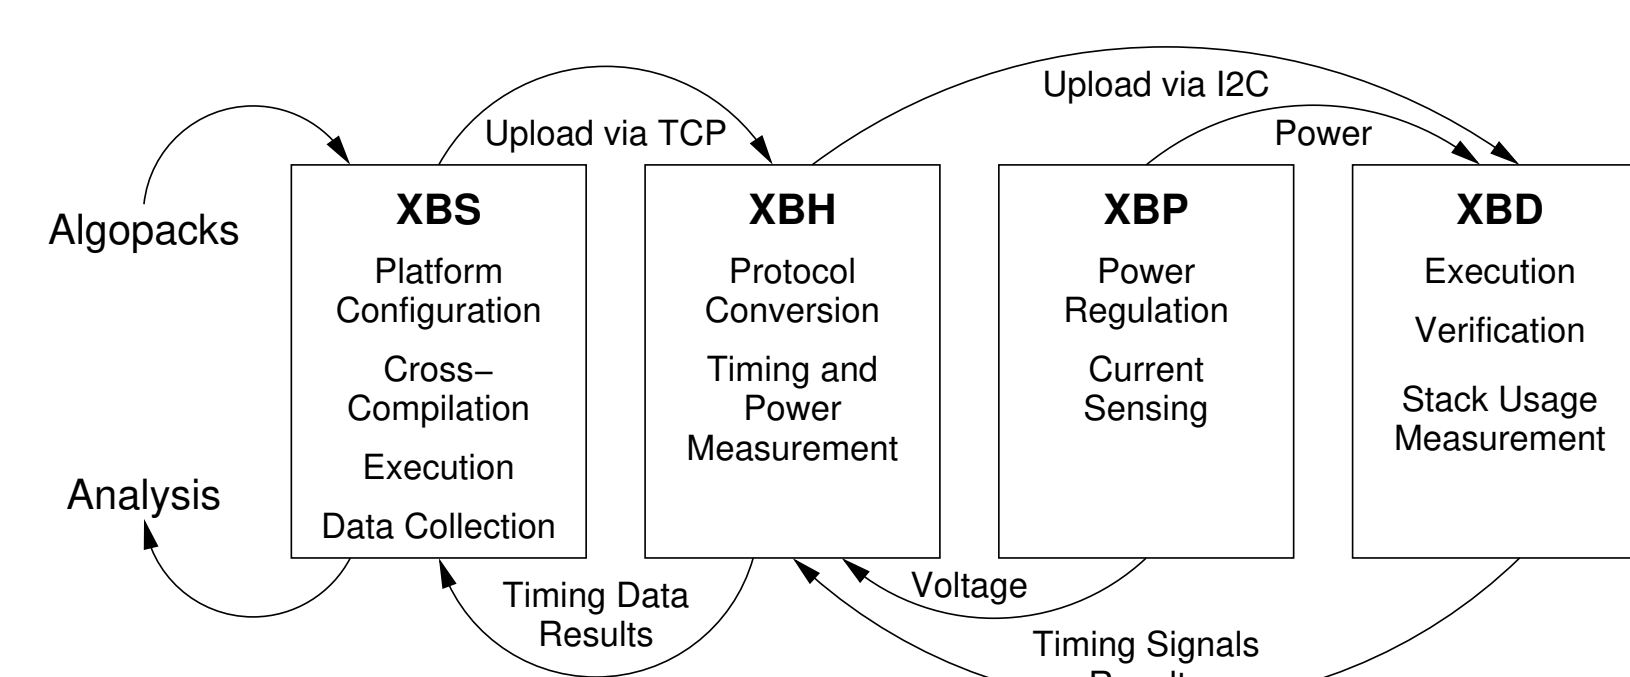 Upload via I2C
Upload via TCP
Power
Algopacks
XBS
Platform
Configuration
Cross–
Compilation
Execution
Data Collection
XBH
Protocol
Conversion
Timing and
Power
Measurement
XBP
Power
Regulation
Current
Sensing
XBD
Execution
Verification
Stack Usage
Measurement
Analysis
Timing Data
Results
Voltage
Timing Signals